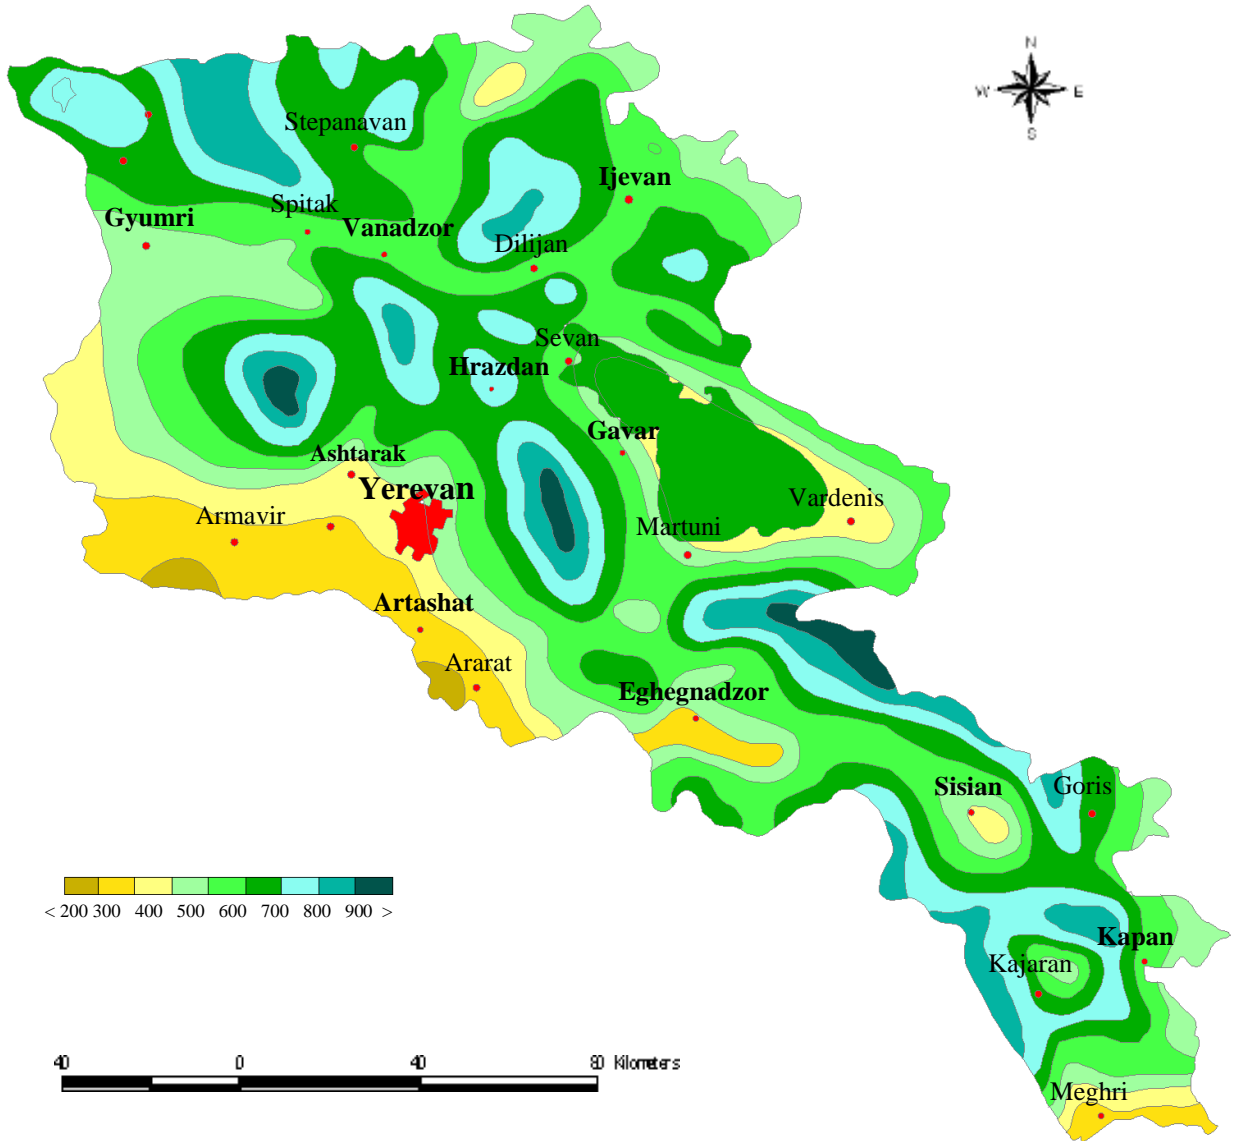 N
W E
S
Stepanavan
Ijevan
Spitak
Gyumri
Vanadzor
Dilijan
Sevan
Hrazdan
Gavar
Ashtarak
Yerevan
Vardenis
Armavir
Martuni
Artashat
Ararat
Eghegnadzor
Sisian
Goris
< 200 300 400 500 600 700 800 900 >
Kapan
Kajaran
40 0 40 80 Kilometers
Meghri